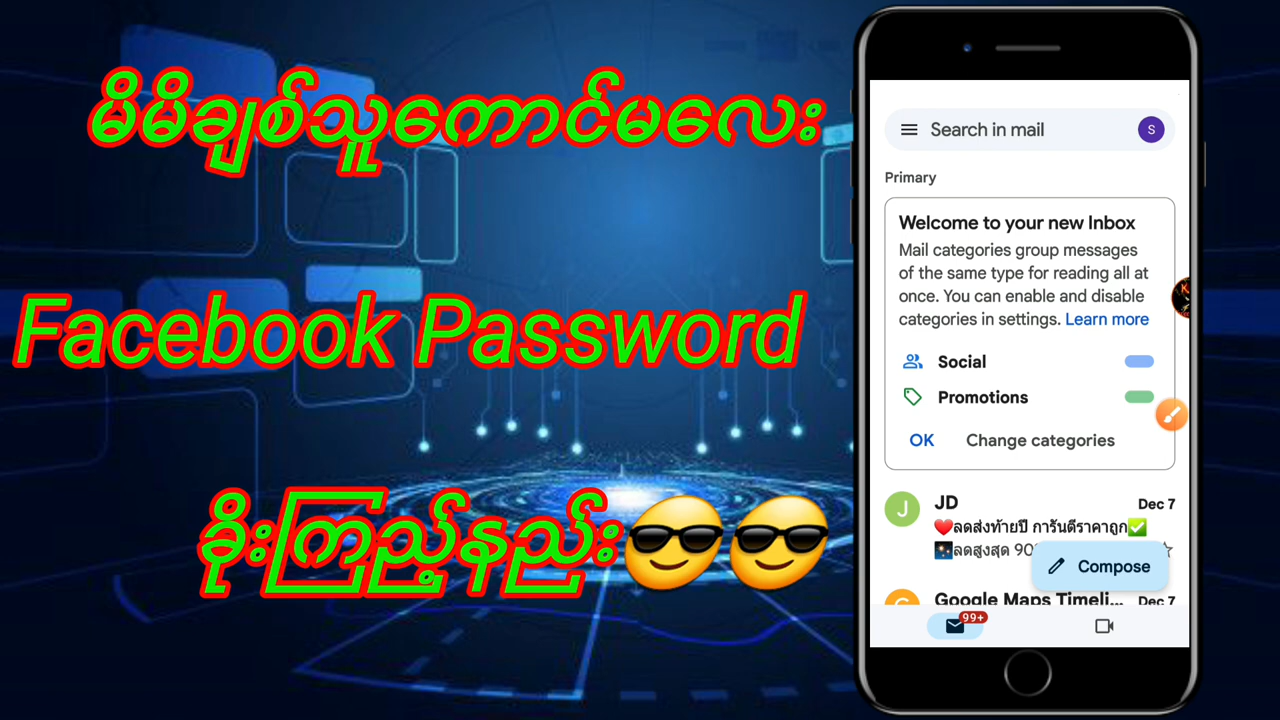 မိမိချစ်သူကောင်မလေး
Facebook Password
ခိုးကြည့်နည်း😎😎
Search in mail
S
Primary
Welcome to your new Inbox
Mail categories group messages
of the same type for reading all at
once. You can enable and disable
categories in settings. Learn more
Social
Promotions
OK Change categories
J
JD Dec 7
❤️ลดส่งท้ายปี การันตีราคาถูก✅
ลดสูงสุด 90
Compose
Google Maps Timeli... Dec 7
99+